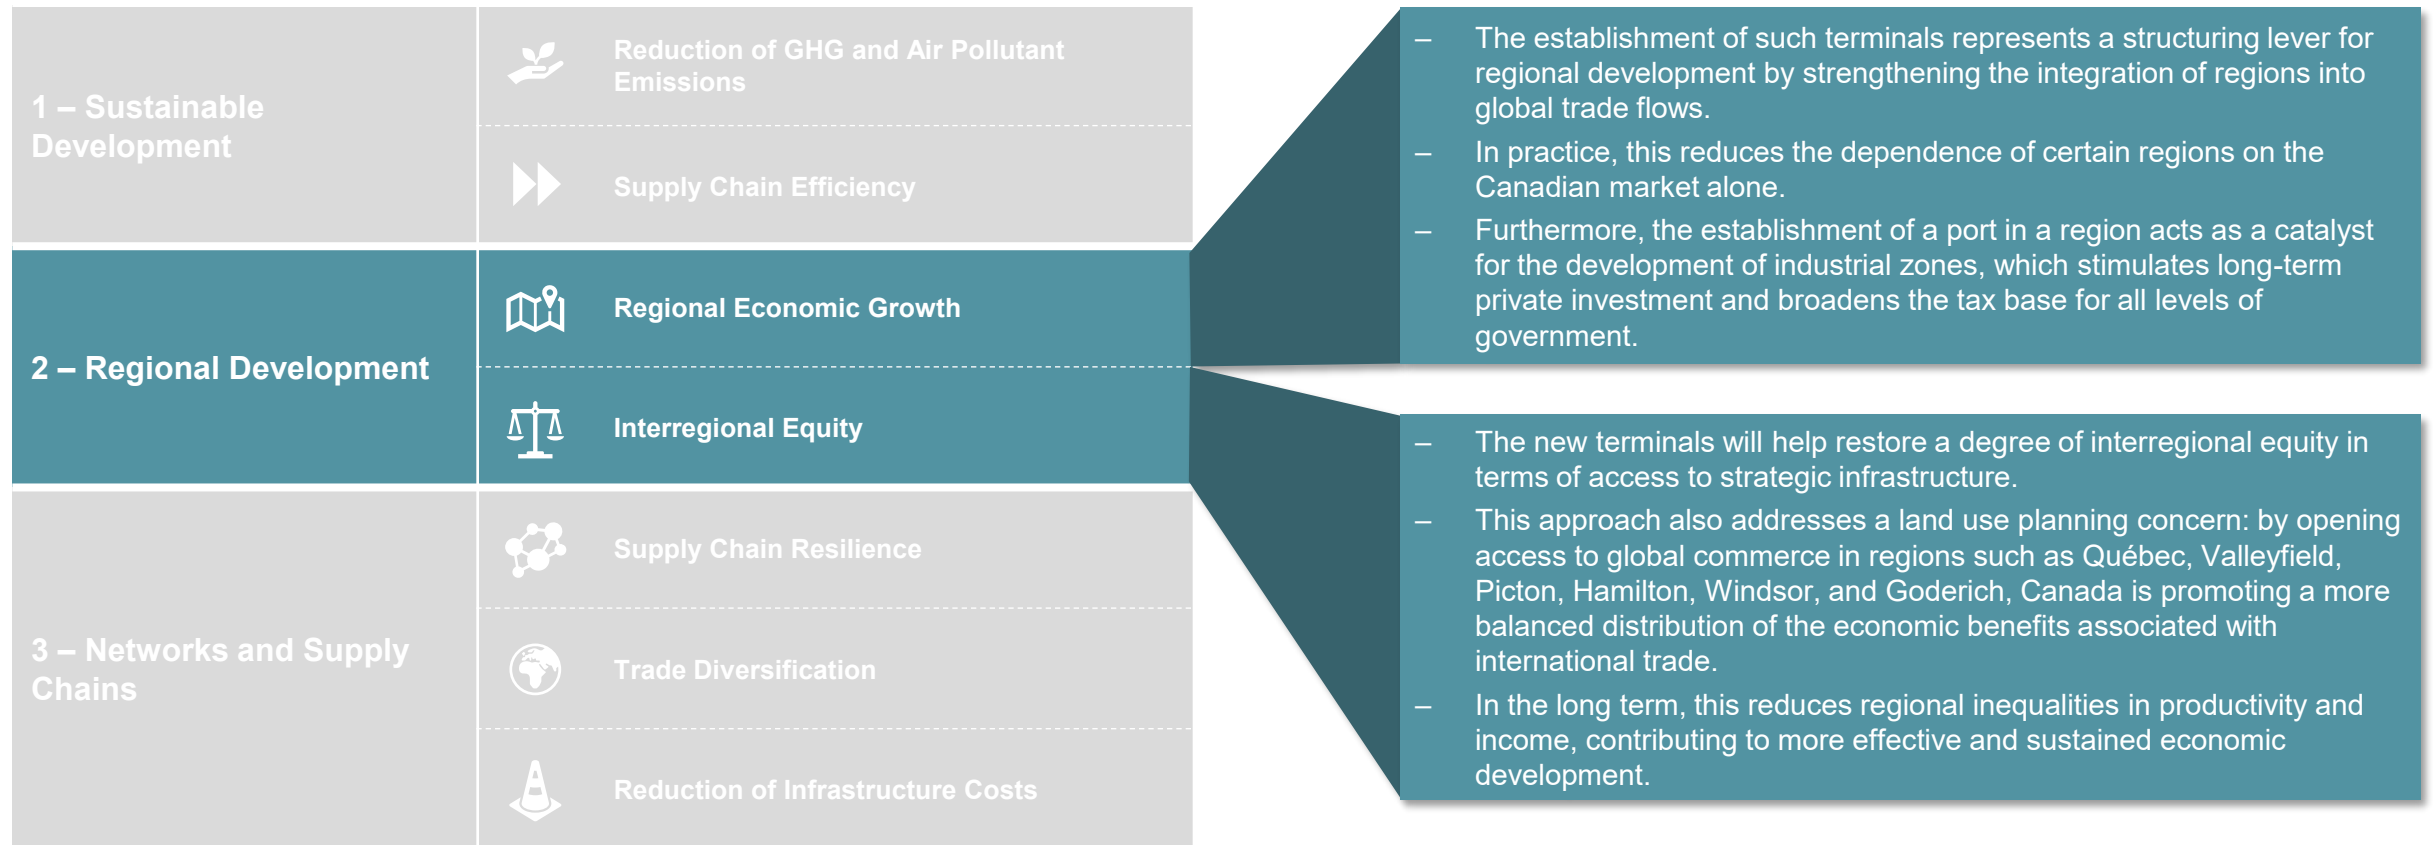 1 – Sustainable
Development
Reduction of GHG and Air Pollutant
Emissions
Supply Chain Efficiency
2 – Regional Development
Regional Economic Growth
Interregional Equity
3 – Networks and Supply
Chains
Supply Chain Resilience
Trade Diversification
Reduction of Infrastructure Costs
– The establishment of such terminals represents a structuring lever for
regional development by strengthening the integration of regions into
global trade flows.
– In practice, this reduces the dependence of certain regions on the
Canadian market alone.
– Furthermore, the establishment of a port in a region acts as a catalyst
for the development of industrial zones, which stimulates long-term
private investment and broadens the tax base for all levels of
government.
– The new terminals will help restore a degree of interregional equity in
terms of access to strategic infrastructure.
– This approach also addresses a land use planning concern: by opening
access to global commerce in regions such as Québec, Valleyfield,
Picton, Hamilton, Windsor, and Goderich, Canada is promoting a more
balanced distribution of the economic benefits associated with
international trade.
– In the long term, this reduces regional inequalities in productivity and
income, contributing to more effective and sustained economic
development.